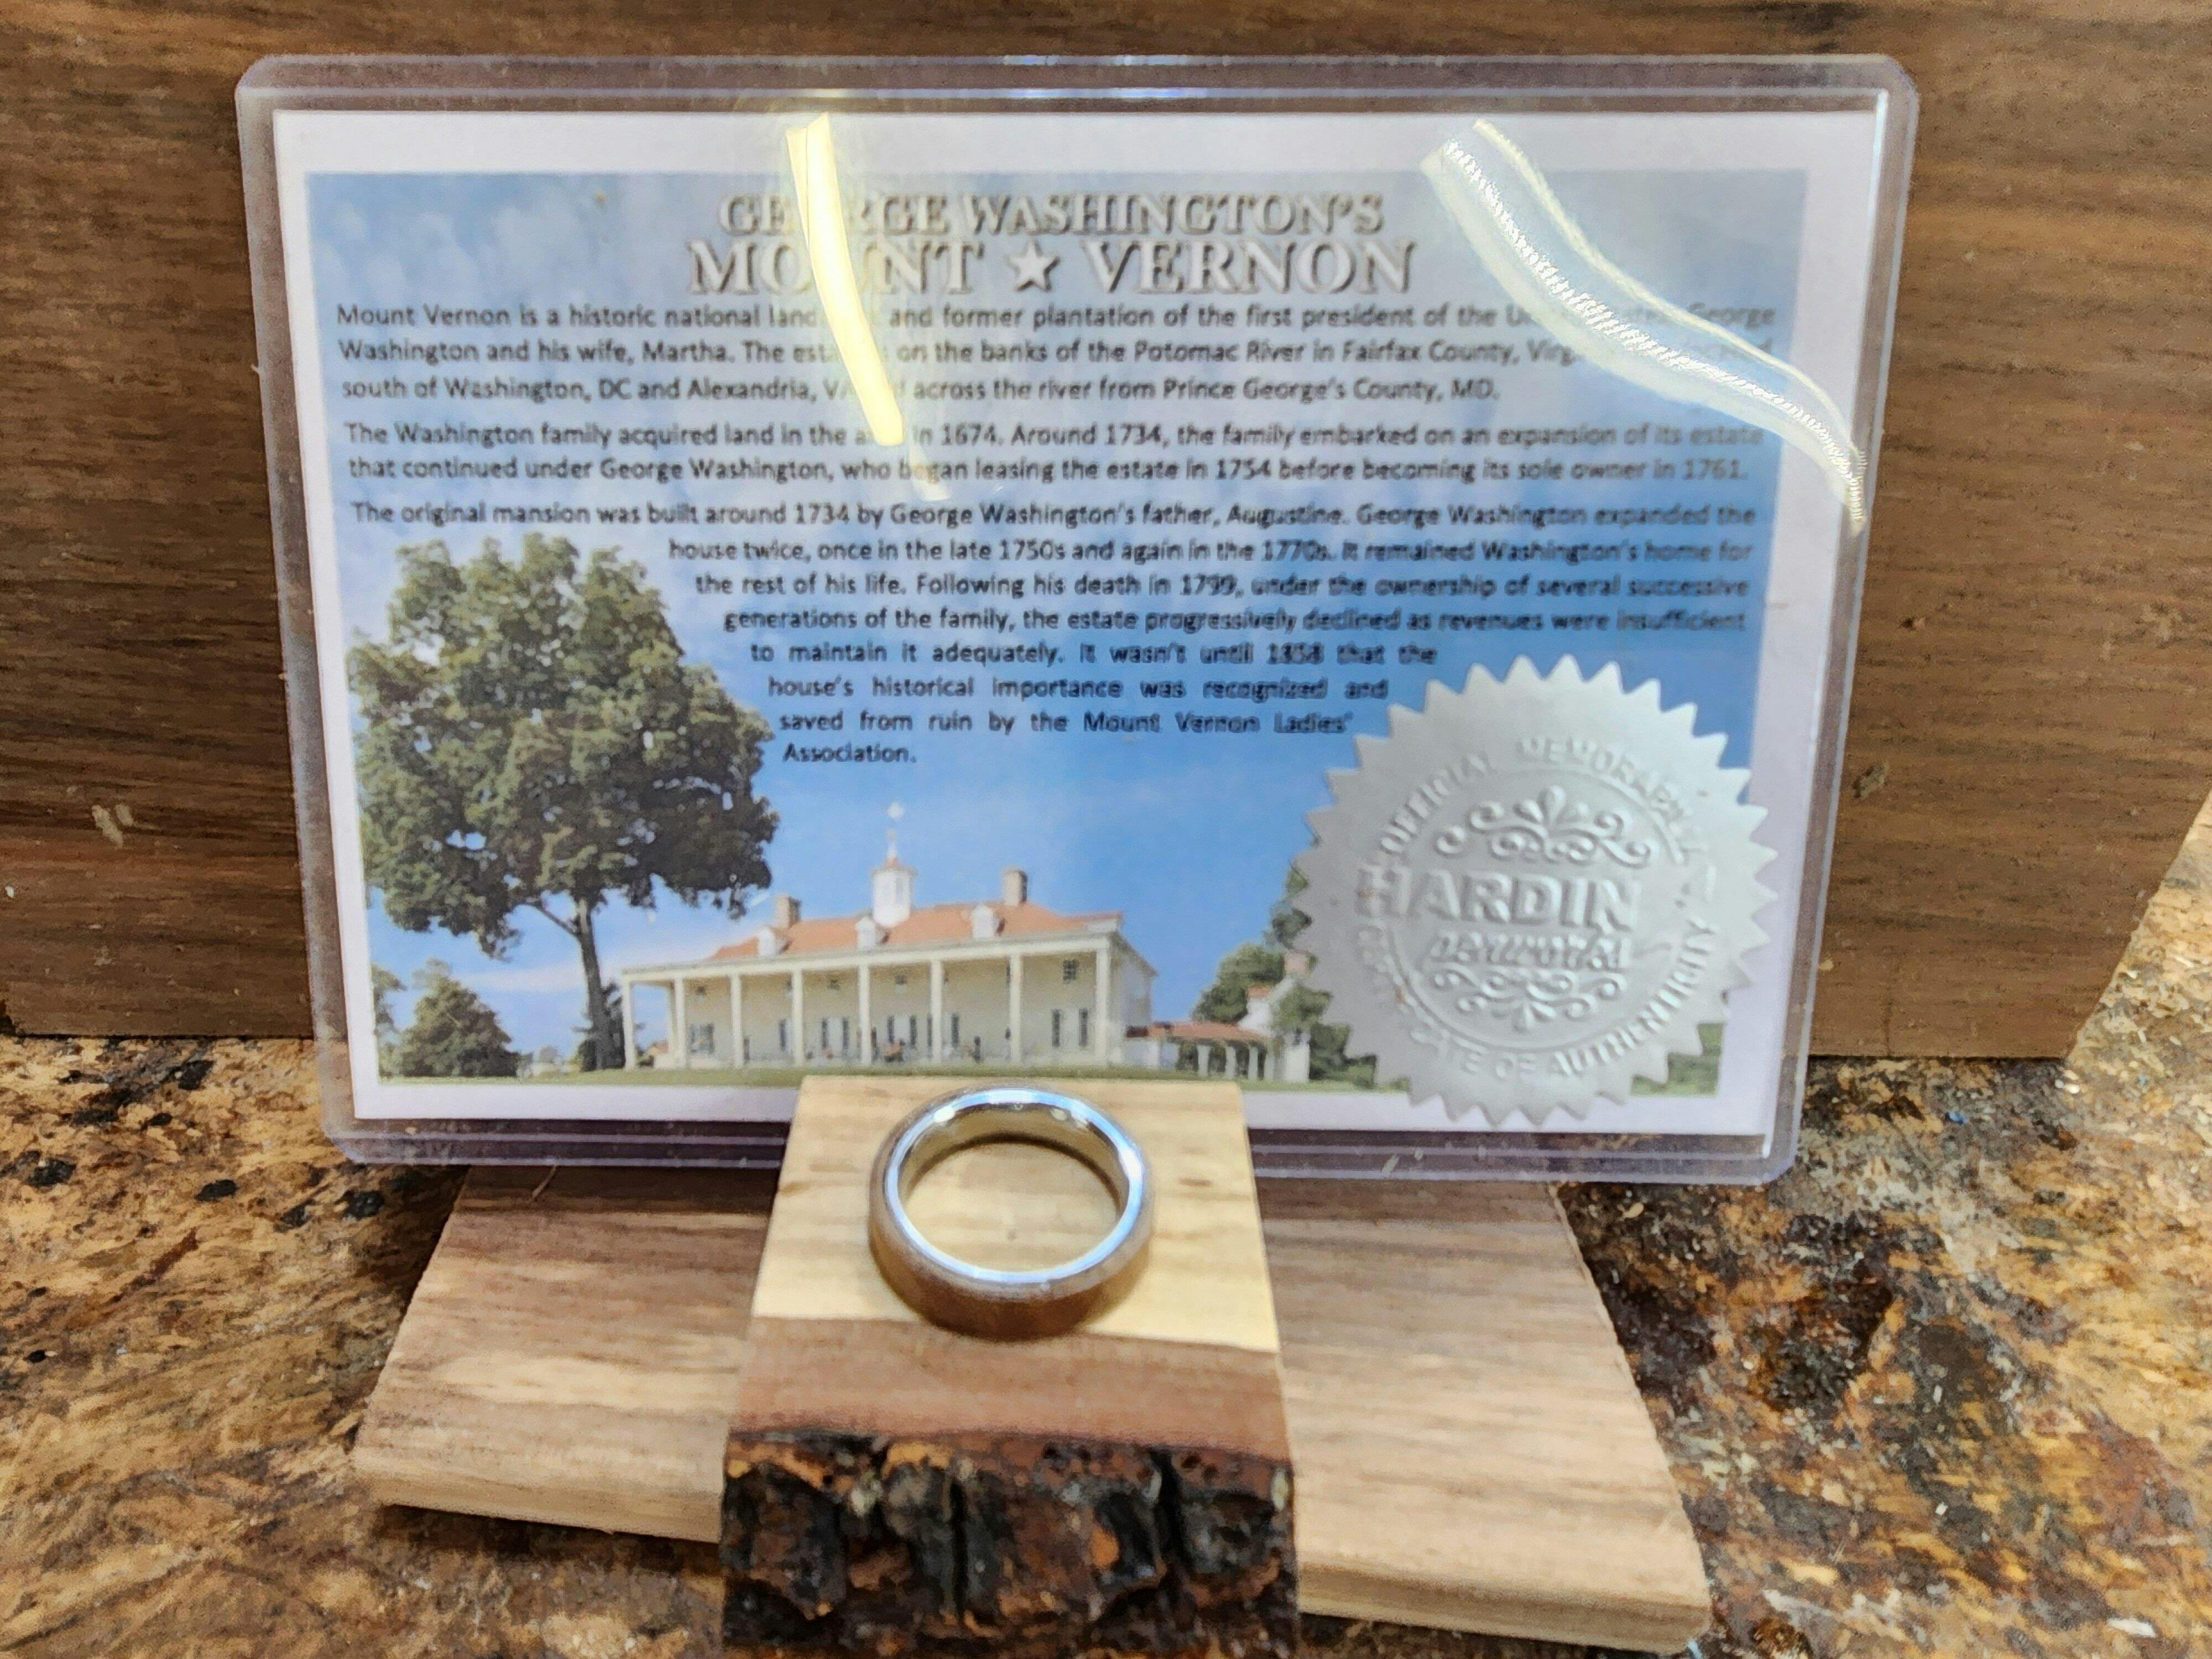 GEORGE WASHINGTON'S
MOUNT ★ VERNON
Mount Vernon is a historic national land and former plantation of the first president of the George
Washington and his wife, Martha. The on the banks of the Potomac River in Fairfax County,
south of Washington, DC and Alexandria, across the river from Prince George's County, MD.
The Washington family acquired land in the in 1674. Around 1734, the family embarked on an expansion of its estate
that continued under George Washington, who began leasing the estate in 1754 before becoming its sole owner in 1761.
The original mansion was built around 1734 by George Washington's father, Augustine. George Washington expanded the
house twice, once in the late 1750s and again in the 1770s. It remained Washington's home for
the rest of his life. Following his death in 1799, under the ownership of several successive
generations of the family, the estate progressively declined as revenues were insufficient
to maintain it adequately. It wasn't until 1858 that the
house's historical importance was recognized and
saved from ruin by the Mount Vernon Ladies'
Association.
OFFICIAL MEMORABILIA
HARDIN
CERTIFICATE OF AUTHENTICITY